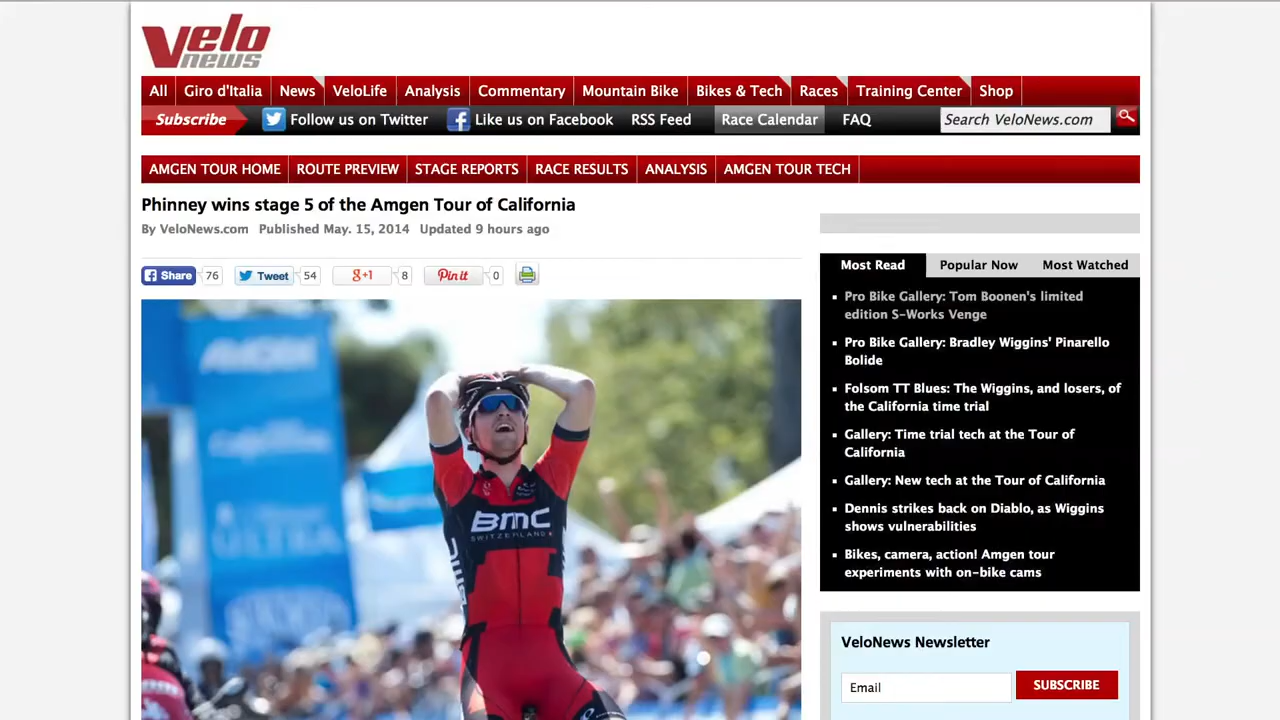 Velo
news
All Giro d'Italia News VeloLife Analysis Commentary Mountain Bike Bikes & Tech Races Training Center Shop
Subscribe Follow us on Twitter Like us on Facebook RSS Feed Race Calendar FAQ Search VeloNews.com
AMGEN TOUR HOME ROUTE PREVIEW STAGE REPORTS RACE RESULTS ANALYSIS AMGEN TOUR TECH
Phinney wins stage 5 of the Amgen Tour of California
By VeloNews.com Published May. 15, 2014 Updated 9 hours ago
Share 76 Tweet 54 g+1 8 Pin it 0
Most Read Popular Now Most Watched
Pro Bike Gallery: Tom Boonen's limited
edition S-Works Venge
Pro Bike Gallery: Bradley Wiggins' Pinarello
Bolide
Folsom TT Blues: The Wiggins, and losers, of
the California time trial
Gallery: Time trial tech at the Tour of
California
Gallery: New tech at the Tour of California
Dennis strikes back on Diablo, as Wiggins
shows vulnerabilities
Bikes, camera, action! Amgen tour
experiments with on-bike cams
BMC
SWITZERLAND
VeloNews Newsletter
Email SUBSCRIBE